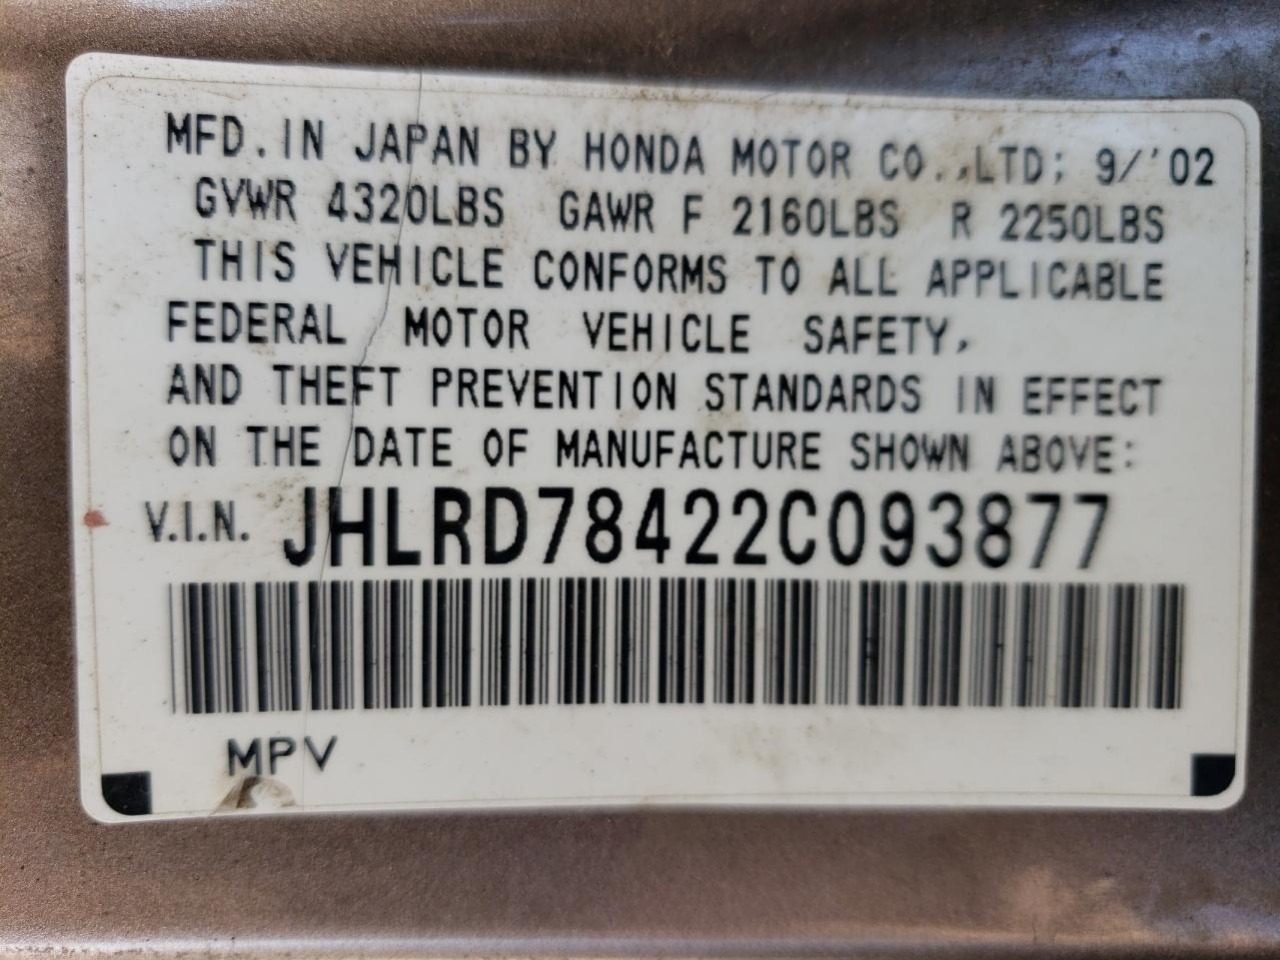 MFD.IN JAPAN BY HONDA MOTOR CO.,LTD; 9/'02
GVWR 4320LBS GAWR F 2160LBS R 2250LBS
THIS VEHICLE CONFORMS TO ALL APPLICABLE
FEDERAL MOTOR VEHICLE SAFETY,
AND THEFT PREVENTION STANDARDS IN EFFECT
ON THE DATE OF MANUFACTURE SHOWN ABOVE:
V.I.N. JHLRD78422C093877
MPV